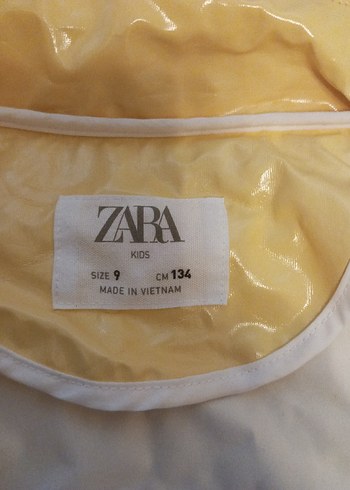 ZARA
KIDS
SIZE 9 CM 134
MADE IN VIETNAM